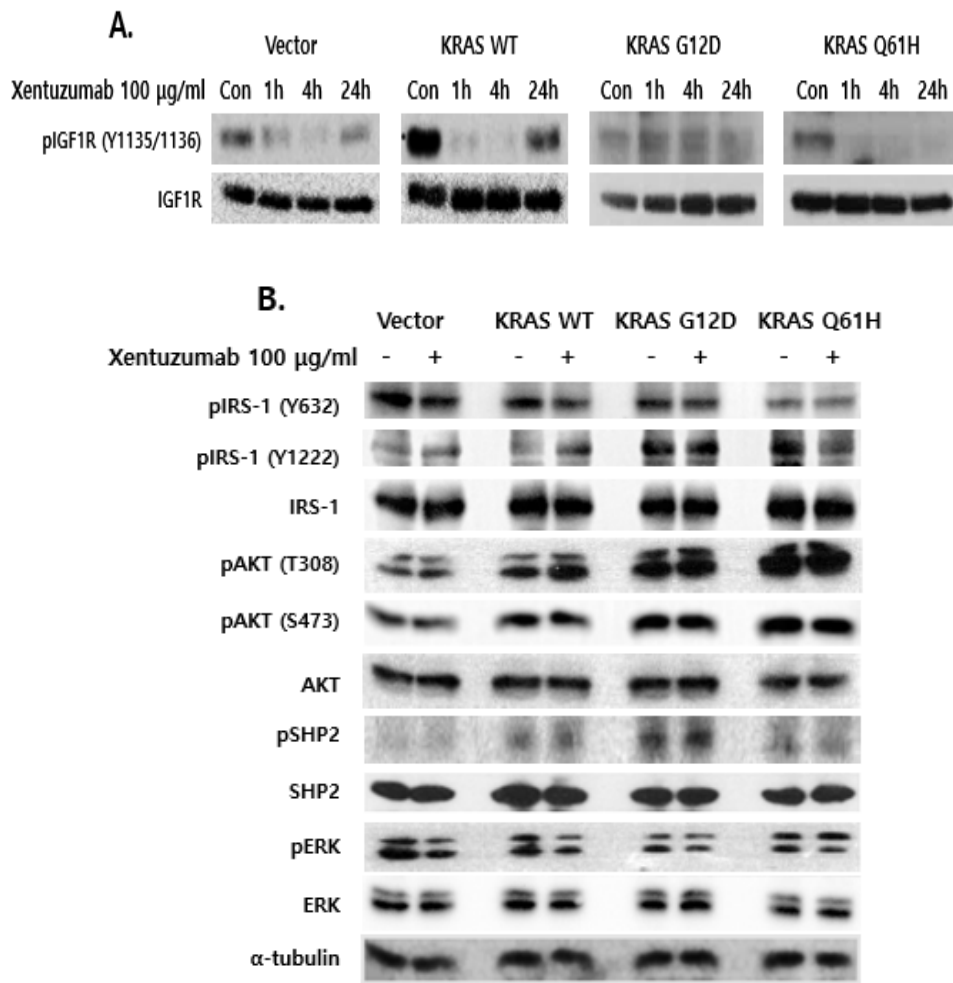 A.
Vector KRAS WT KRAS G12D KRAS Q61H
Xentuzumab 100 µg/ml Con 1h 4h 24h Con 1h 4h 24h Con 1h 4h 24h Con 1h 4h 24h
pIGF1R (Y1135/1136)
IGF1R
B.
Vector KRAS WT KRAS G12D KRAS Q61H
Xentuzumab 100 µg/ml - + - + - + - +
pIRS-1 (Y632)
pIRS-1 (Y1222)
IRS-1
pAKT (T308)
pAKT (S473)
AKT
pSHP2
SHP2
pERK
ERK
α-tubulin